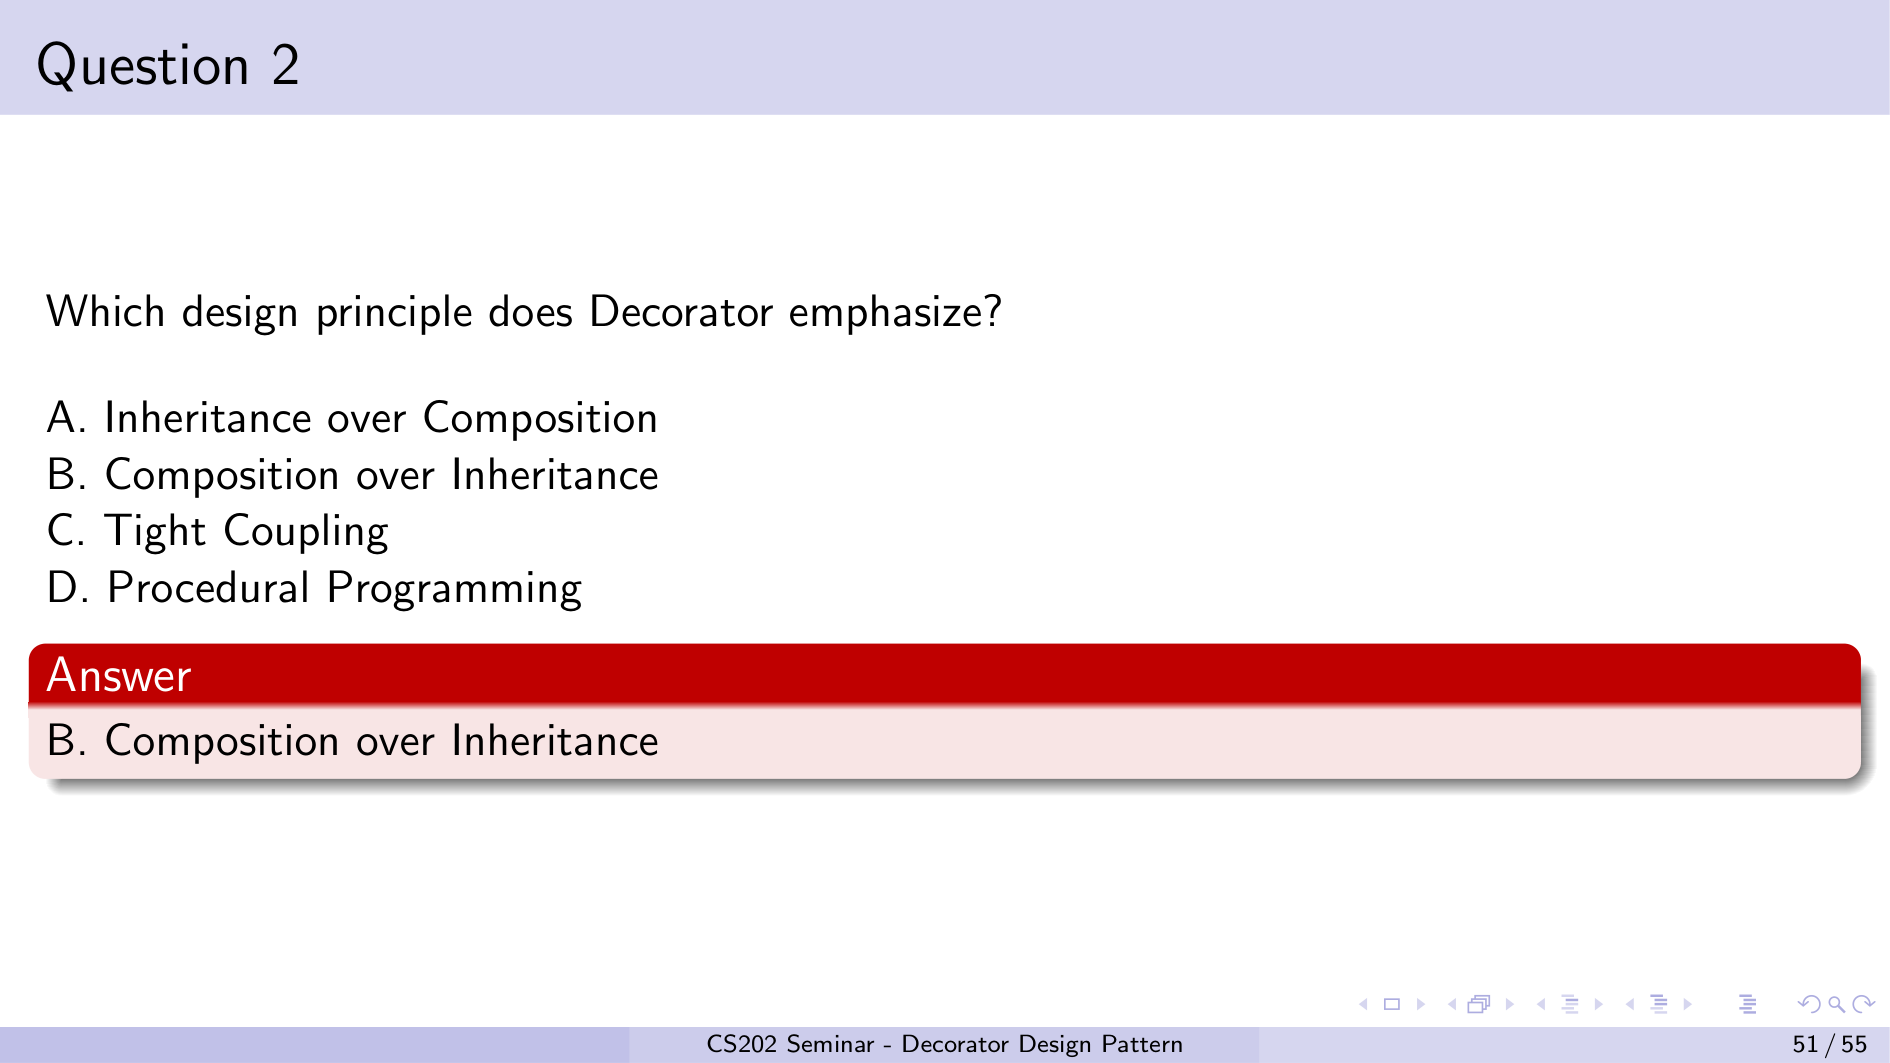 Question 2
Which design principle does Decorator emphasize?
A. Inheritance over Composition
B. Composition over Inheritance
C. Tight Coupling
D. Procedural Programming
Answer
B. Composition over Inheritance
CS202 Seminar - Decorator Design Pattern
51 / 55